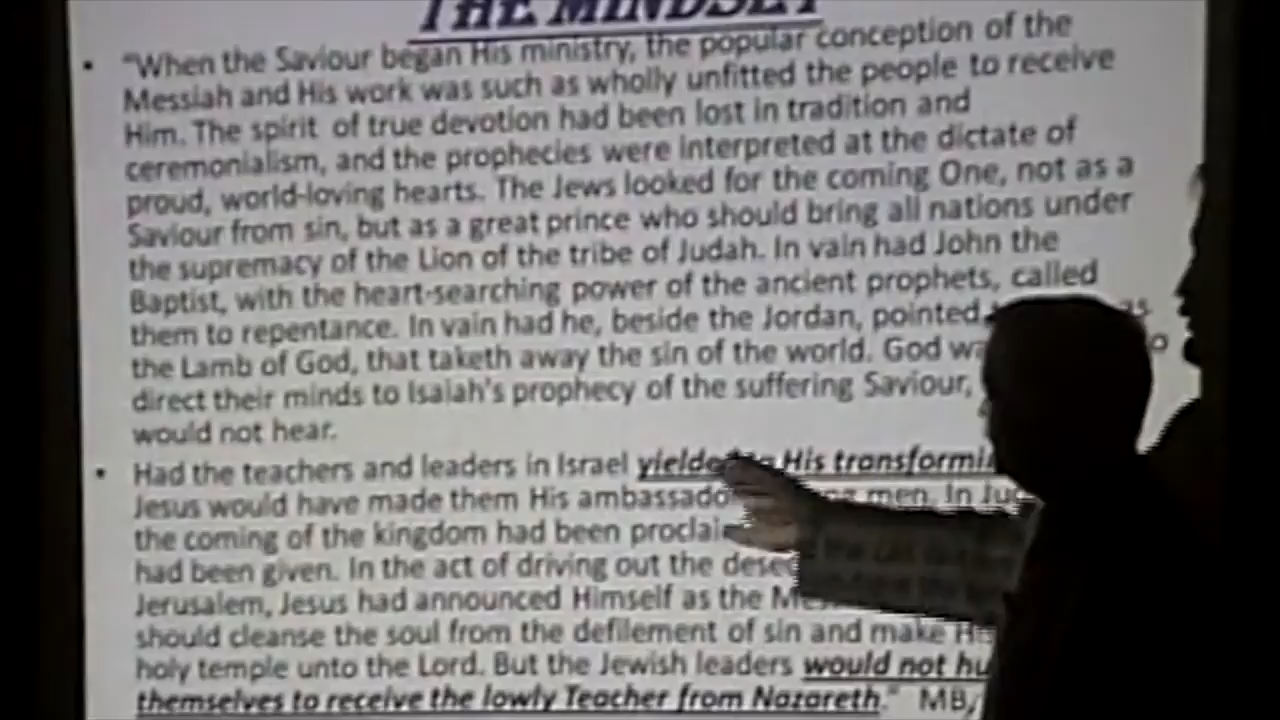 THE MINDSET
• "When the Saviour began His ministry, the popular conception of the
Messiah and His work was such as wholly unfitted the people to receive
Him. The spirit of true devotion had been lost in tradition and
ceremonialism, and the prophecies were interpreted at the dictate of
proud, world-loving hearts. The Jews looked for the coming One, not as a
Saviour from sin, but as a great prince who should bring all nations under
the supremacy of the Lion of the tribe of Judah. In vain had John the
Baptist, with the heart-searching power of the ancient prophets, called
them to repentance. In vain had he, beside the Jordan, pointed
the Lamb of God, that taketh away the sin of the world. God
direct their minds to Isaiah's prophecy of the suffering Saviour,
would not hear.
• Had the teachers and leaders in Israel His
Jesus would have made them His men. In
the coming of the kingdom had been
had been given. In the act of driving out the
Jerusalem, Jesus had announced Himself as the
should cleanse the soul from the defilement of sin and make
holy temple unto the Lord. But the Jewish leaders would not
themselves to receive the lowly Teacher from Nazareth." MB,